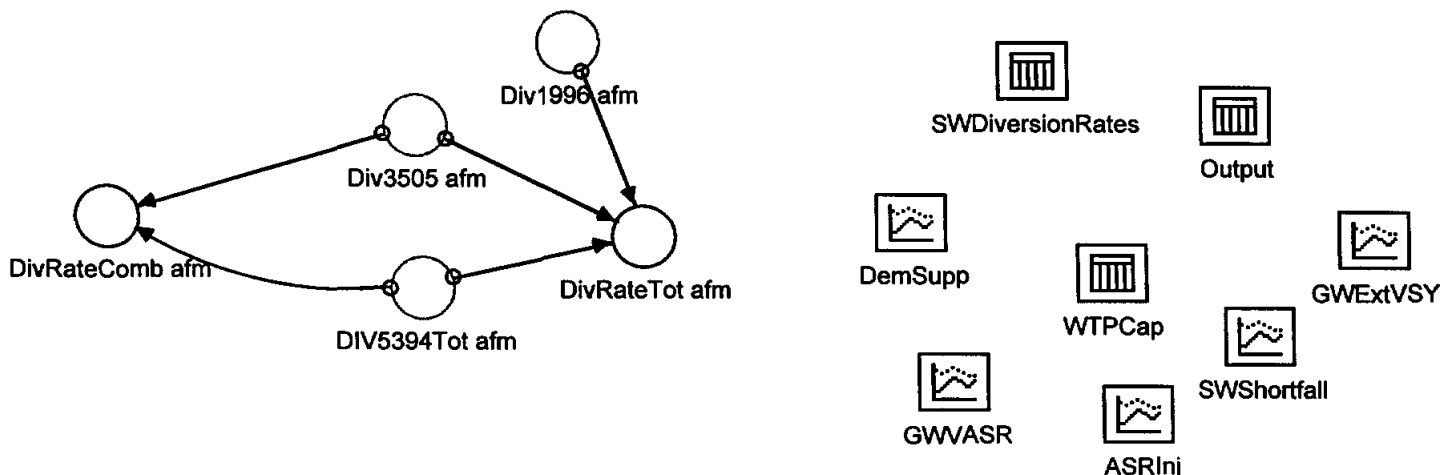 Div1996 afm
SWDiversionRates
Output
Div3505 afm
DivRateComb afm
DivRateTot afm
DemSupp
GWExtVSY
WTPCap
DIV5394Tot afm
SWShortfall
GWVASR
ASRInj